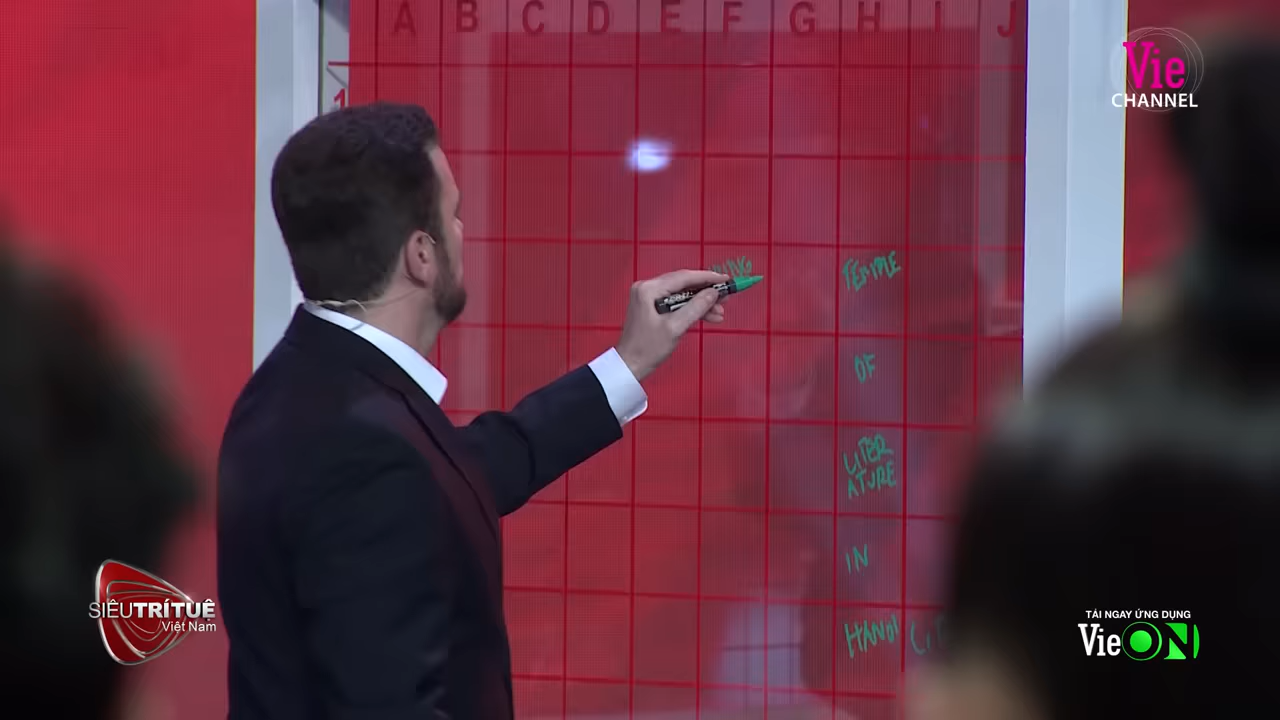 A B C D E F G H I J
1
Vie
CHANNEL
TEMPLE
OF
LITER
ATURE
IN
HANOI
SIÊUTRÍTUỆ
Việt Nam
TẢI NGAY ỨNG DỤNG
VieON